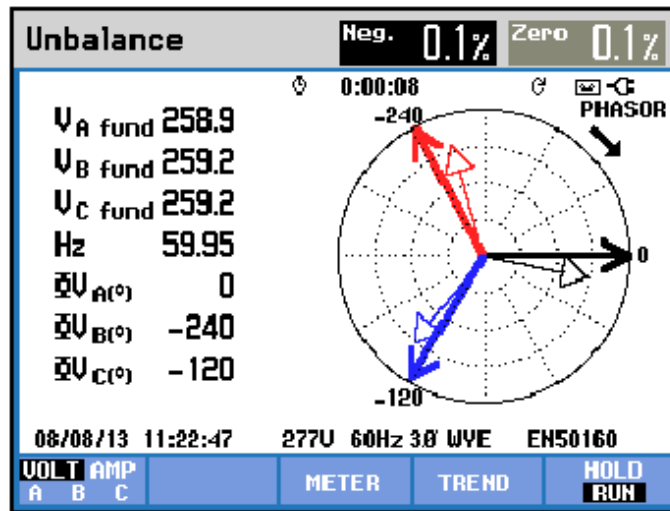 Unbalance Neg. 0.1% Zero 0.1%
0:00:08
PHASOR
-240
VA fund 258.9
VB fund 259.2
VC fund 259.2
Hz 59.95
0
ΦVA(°) 0
ΦVB(°) -240
ΦVC(°) -120
-120
08/08/13 11:22:47 277V 60Hz 3Ø WYE EN50160
VOLT AMP
A B C
METER
TREND
HOLD
RUN